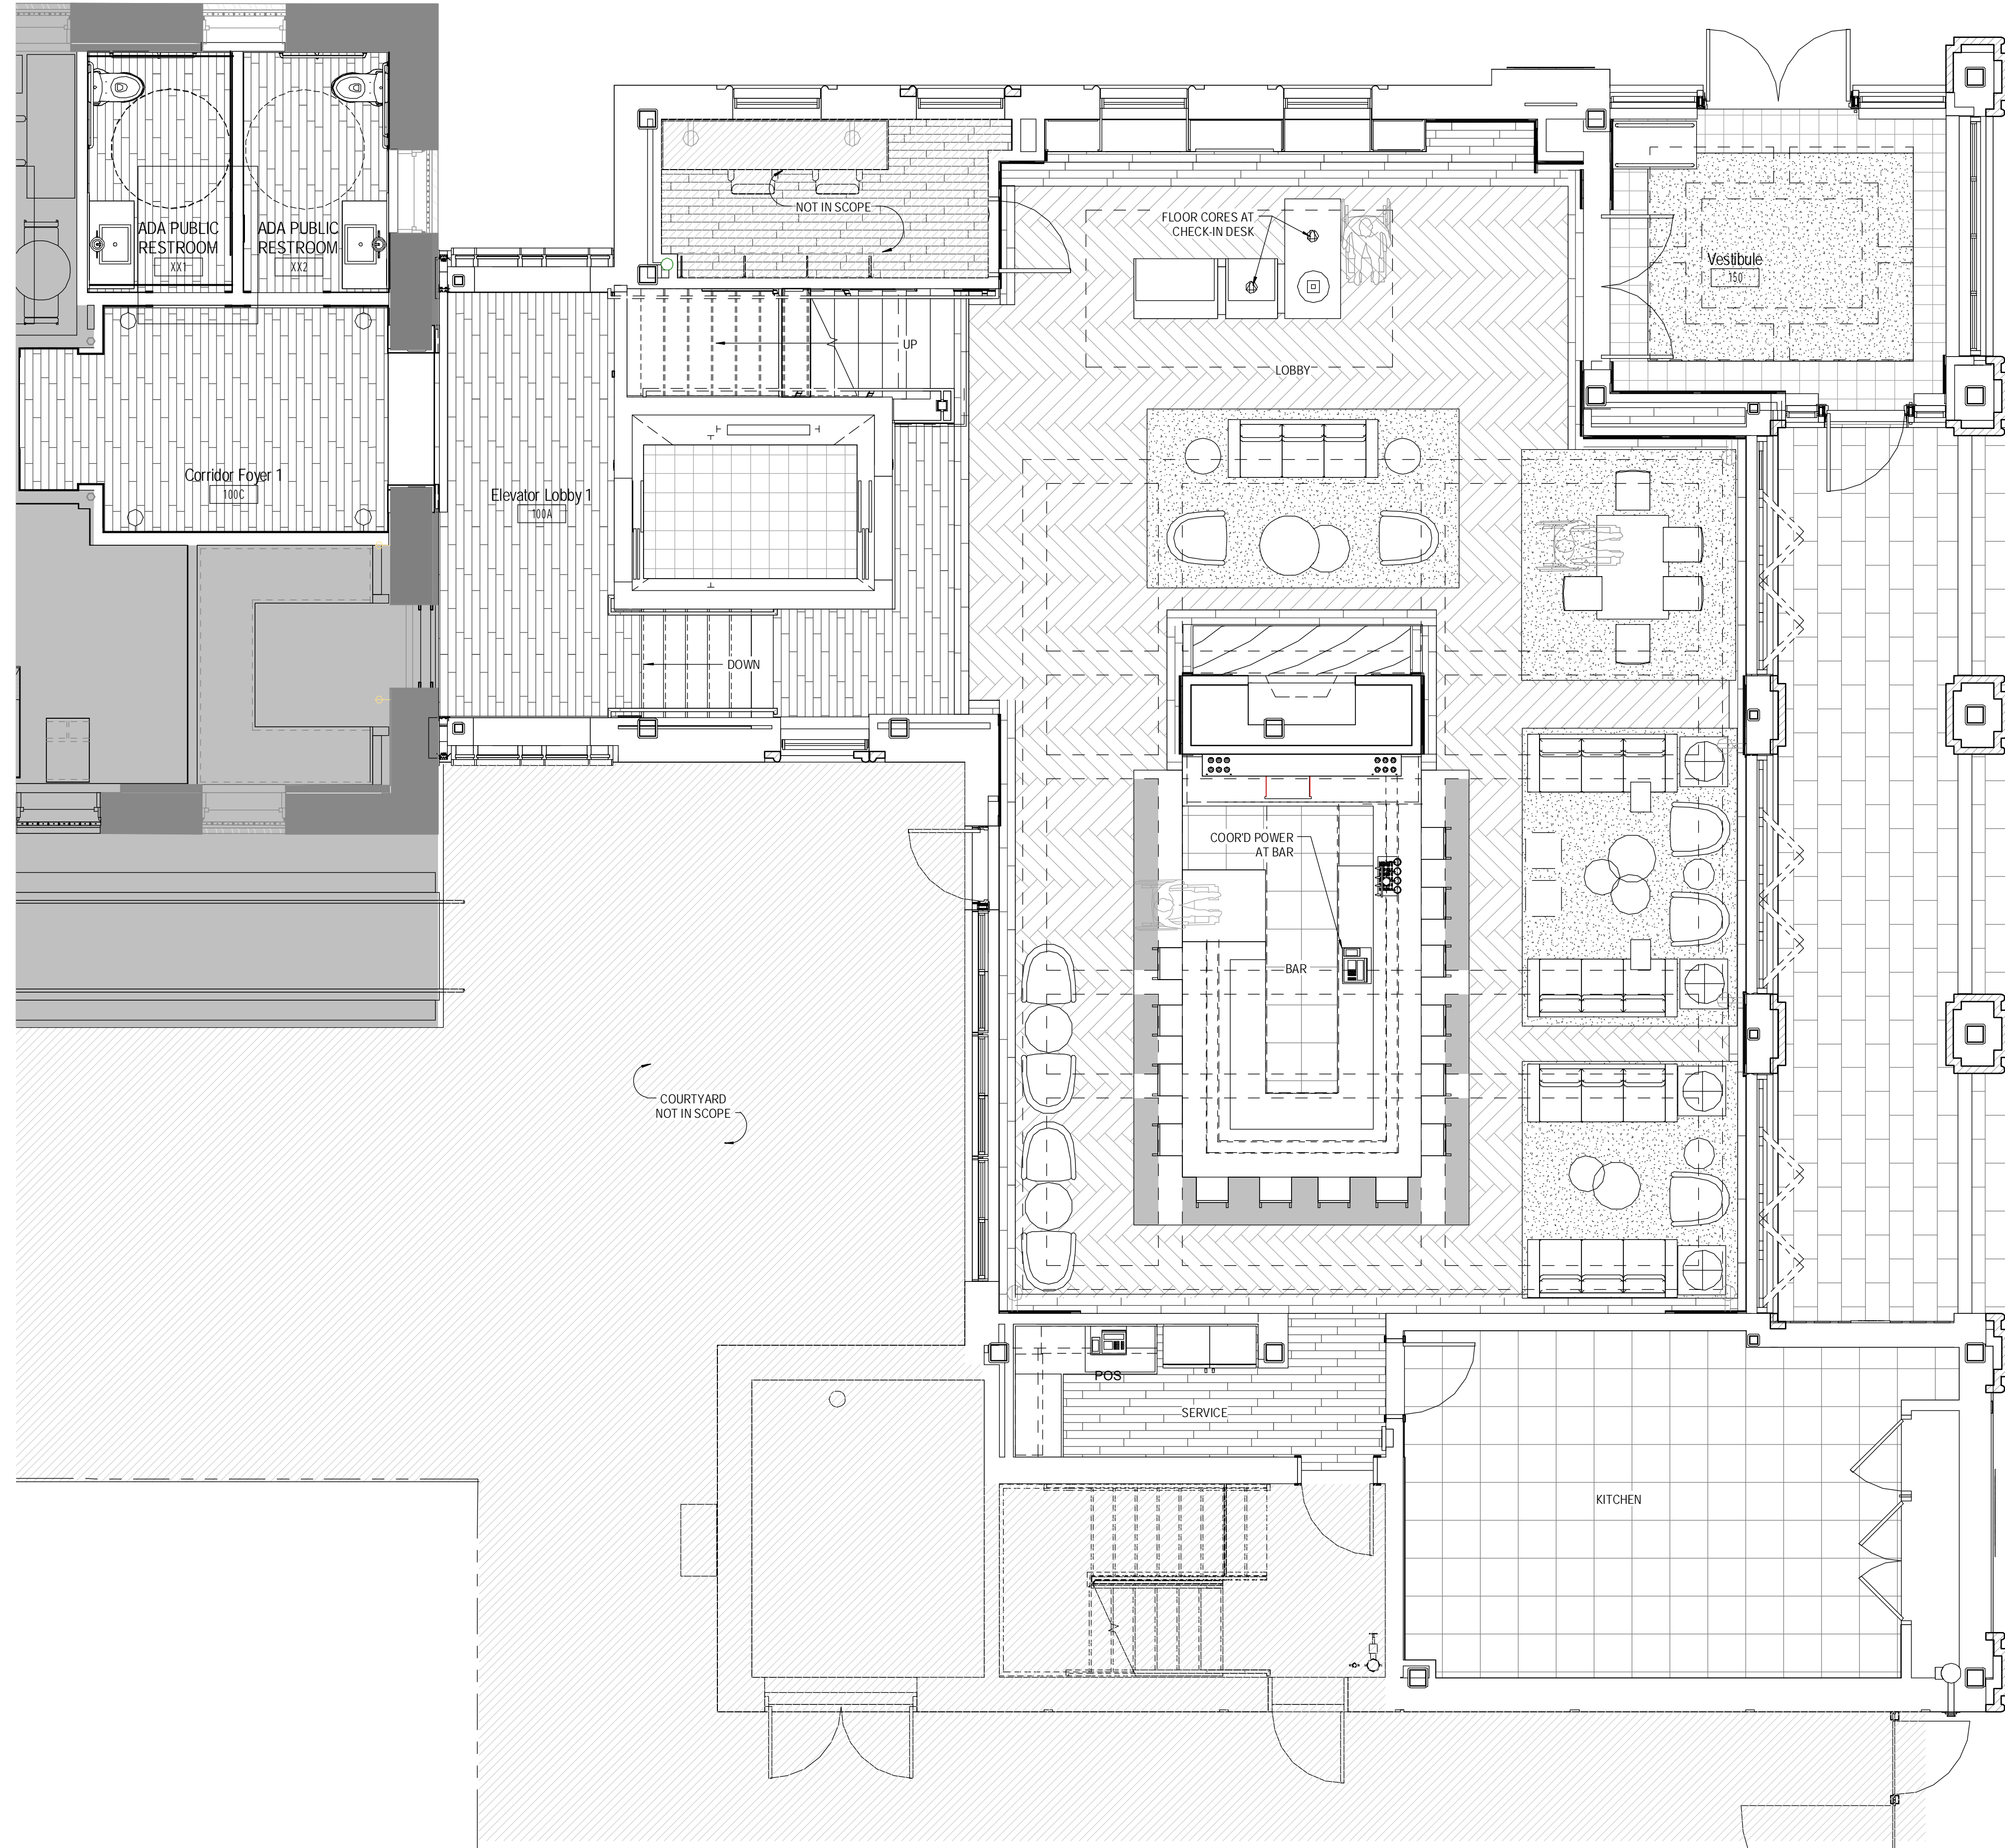 ADA PUBLIC
RESTROOM
XX1
ADA PUBLIC
RESTROOM
XX2
NOT IN SCOPE
FLOOR CORES AT
CHECK-IN DESK
Vestibule
150
UP
LOBBY
Corridor Foyer 1
100C
Elevator Lobby 1
100A
DOWN
COOR'D POWER
AT BAR
BAR
COURTYARD
NOT IN SCOPE
POS
SERVICE
KITCHEN